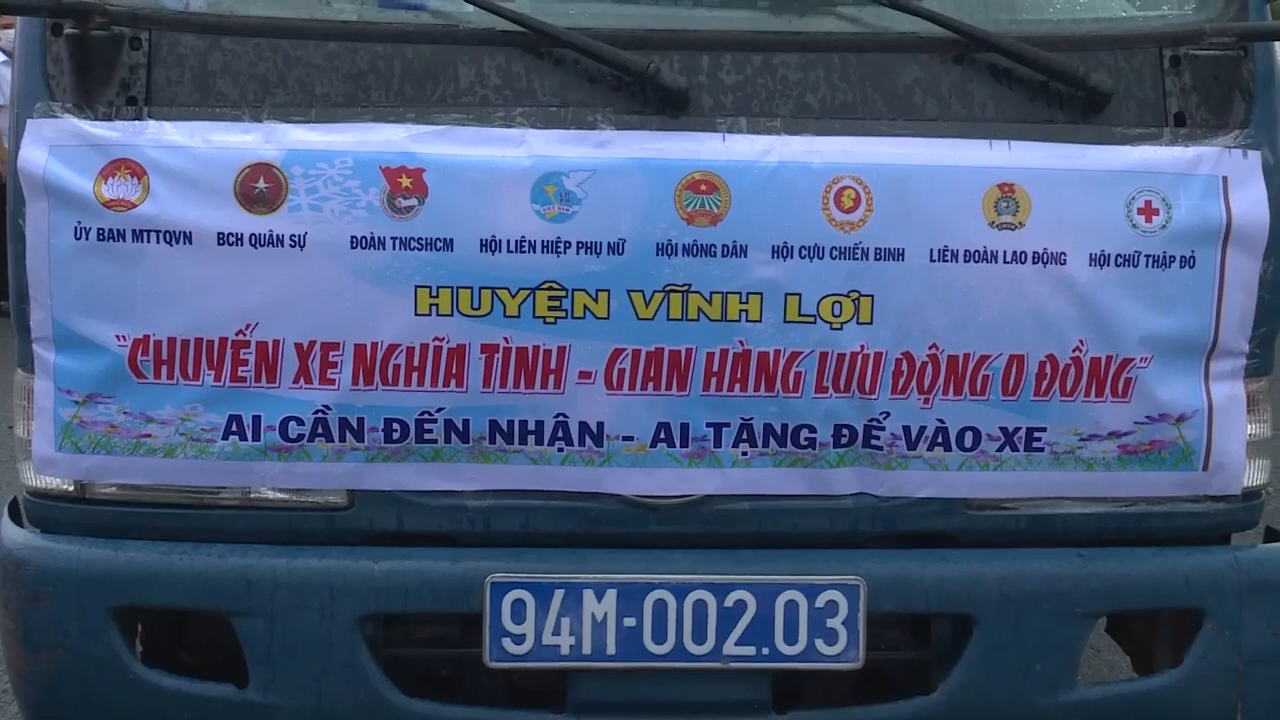 ỦY BAN MTTQVN BCH QUÂN SỰ ĐOÀN TNCSHCM HỘI LIÊN HIỆP PHỤ NỮ HỘI NÔNG DÂN HỘI CỰU CHIẾN BINH LIÊN ĐOÀN LAO ĐỘNG HỘI CHỮ THẬP ĐỎ
HUYỆN VĨNH LỢI
"CHUYẾN XE NGHĨA TÌNH - GIAN HÀNG LƯU ĐỘNG 0 ĐỒNG"
AI CẦN ĐẾN NHẬN - AI TẶNG ĐỂ VÀO XE
94M-002.03